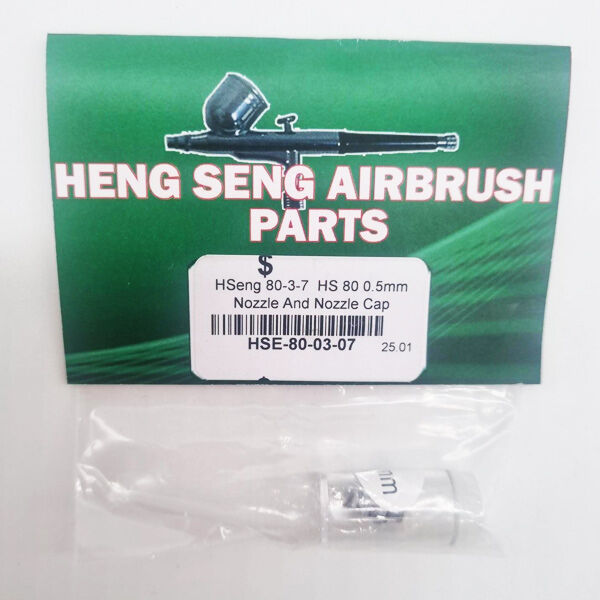 HENG SENG AIRBRUSH
PARTS
$
HSeng 80-3-7 HS 80 0.5mm
Nozzle And Nozzle Cap
HSE-80-03-07 25.01
mm